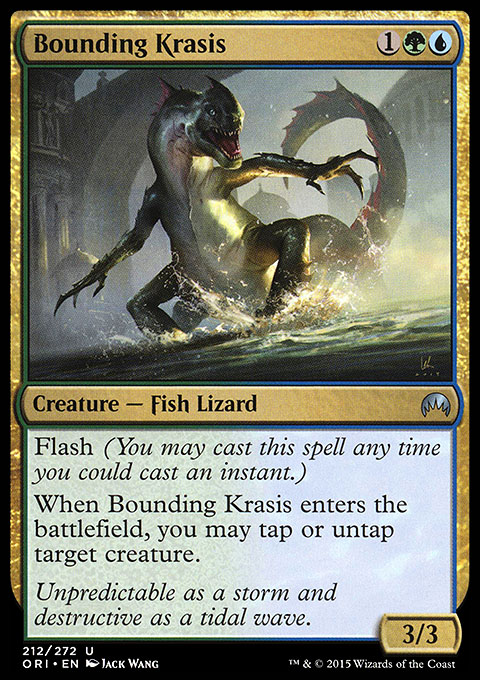 Bounding Krasis 1
Creature — Fish Lizard
Flash (You may cast this spell any time
you could cast an instant.)
When Bounding Krasis enters the
battlefield, you may tap or untap
target creature.
Unpredictable as a storm and
destructive as a tidal wave.
3/3
212/272 U
ORI • EN Jack Wang
™ & © 2015 Wizards of the Coast